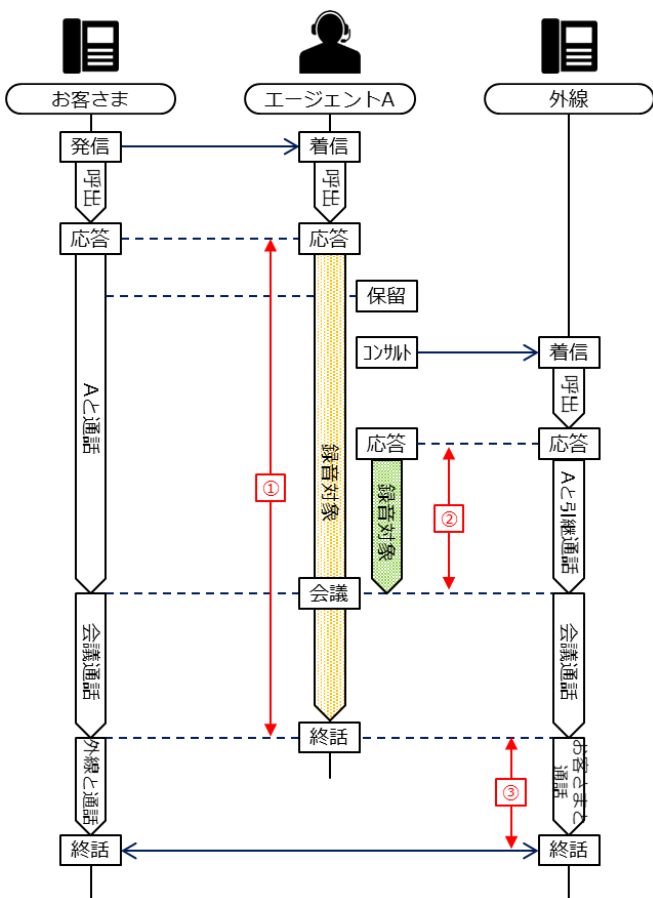 お客さま
エージェントA
外線
発信
着信
呼出
呼出
応答
応答
保留
コンサルト
着信
呼出
Aと通話
録音対象
応答
応答
①
録音対象
②
Aと引継通話
会議
会議通話
会議通話
終話
外線と通話
③
お客さまと
通話
終話
終話